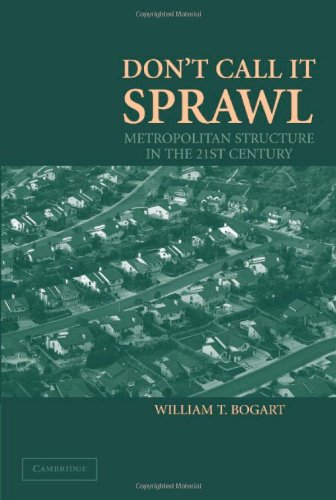 DON'T CALL IT
SPRAWL
METROPOLITAN STRUCTURE
IN THE 21ST CENTURY
WILLIAM T. BOGART
CAMBRIDGE